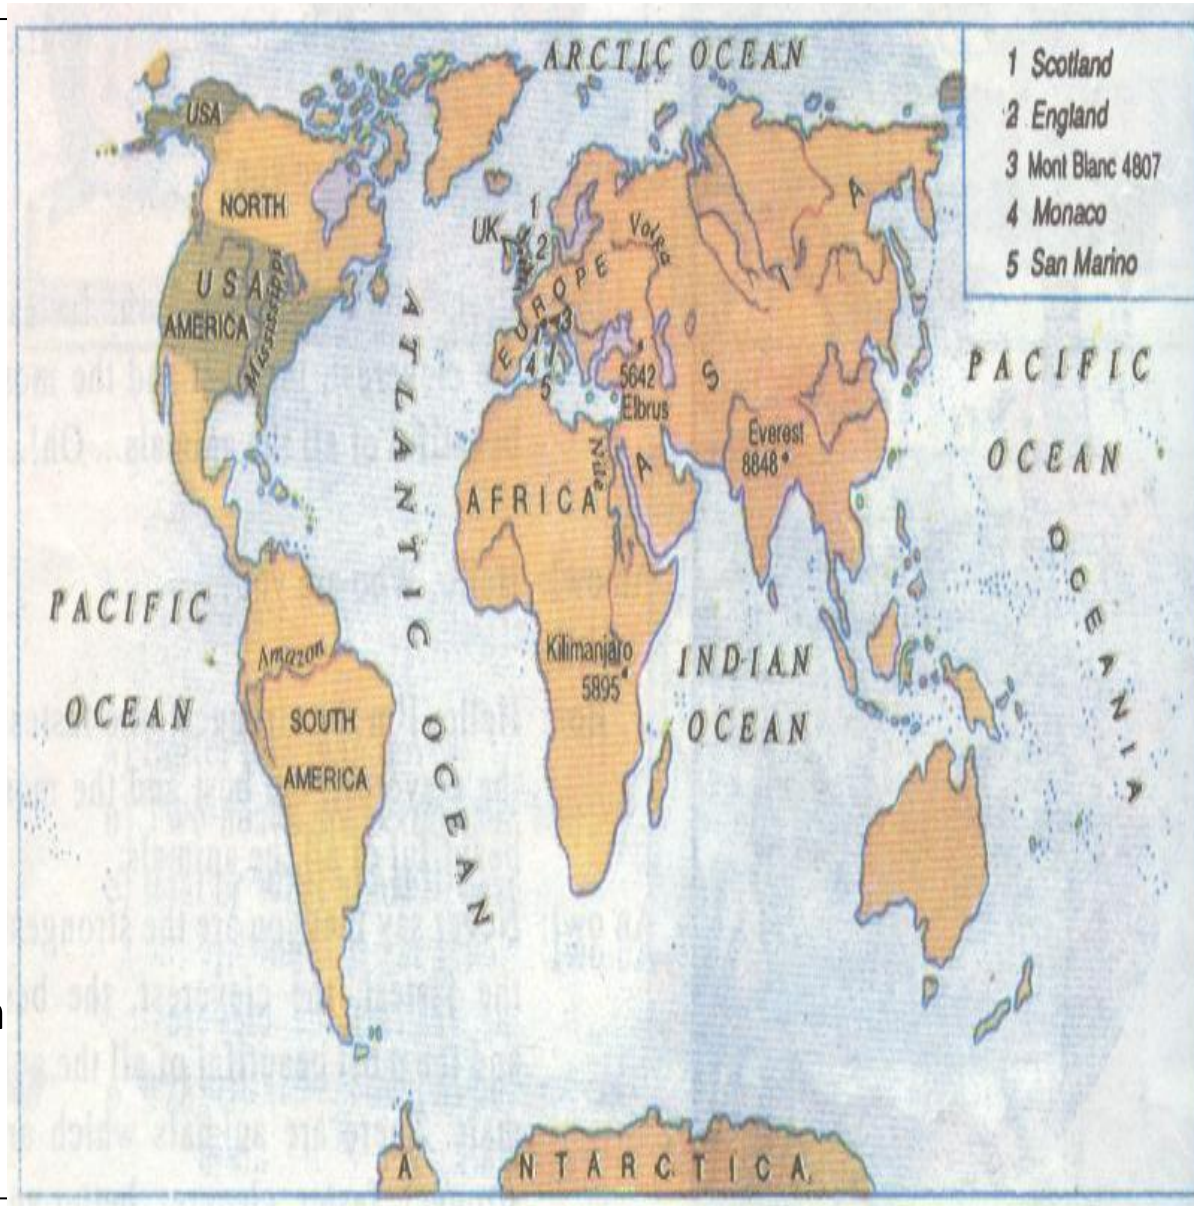 ARCTIC OCEAN
1 Scotland
2 England
3 Mont Blanc 4807
4 Monaco
5 San Marino
USA
NORTH
USA
AMERICA
Mississippi
UK
1
2
Volga
EUROPE
3
4
5
5642
Elbrus
ASIA
Everest
8848
Nile
AFRICA
ATLANTIC OCEAN
PACIFIC
OCEAN
PACIFIC
OCEAN
OCEANIA
Amazon
SOUTH
AMERICA
Kilimanjaro
5895
INDIAN
OCEAN
ANTARCTICA